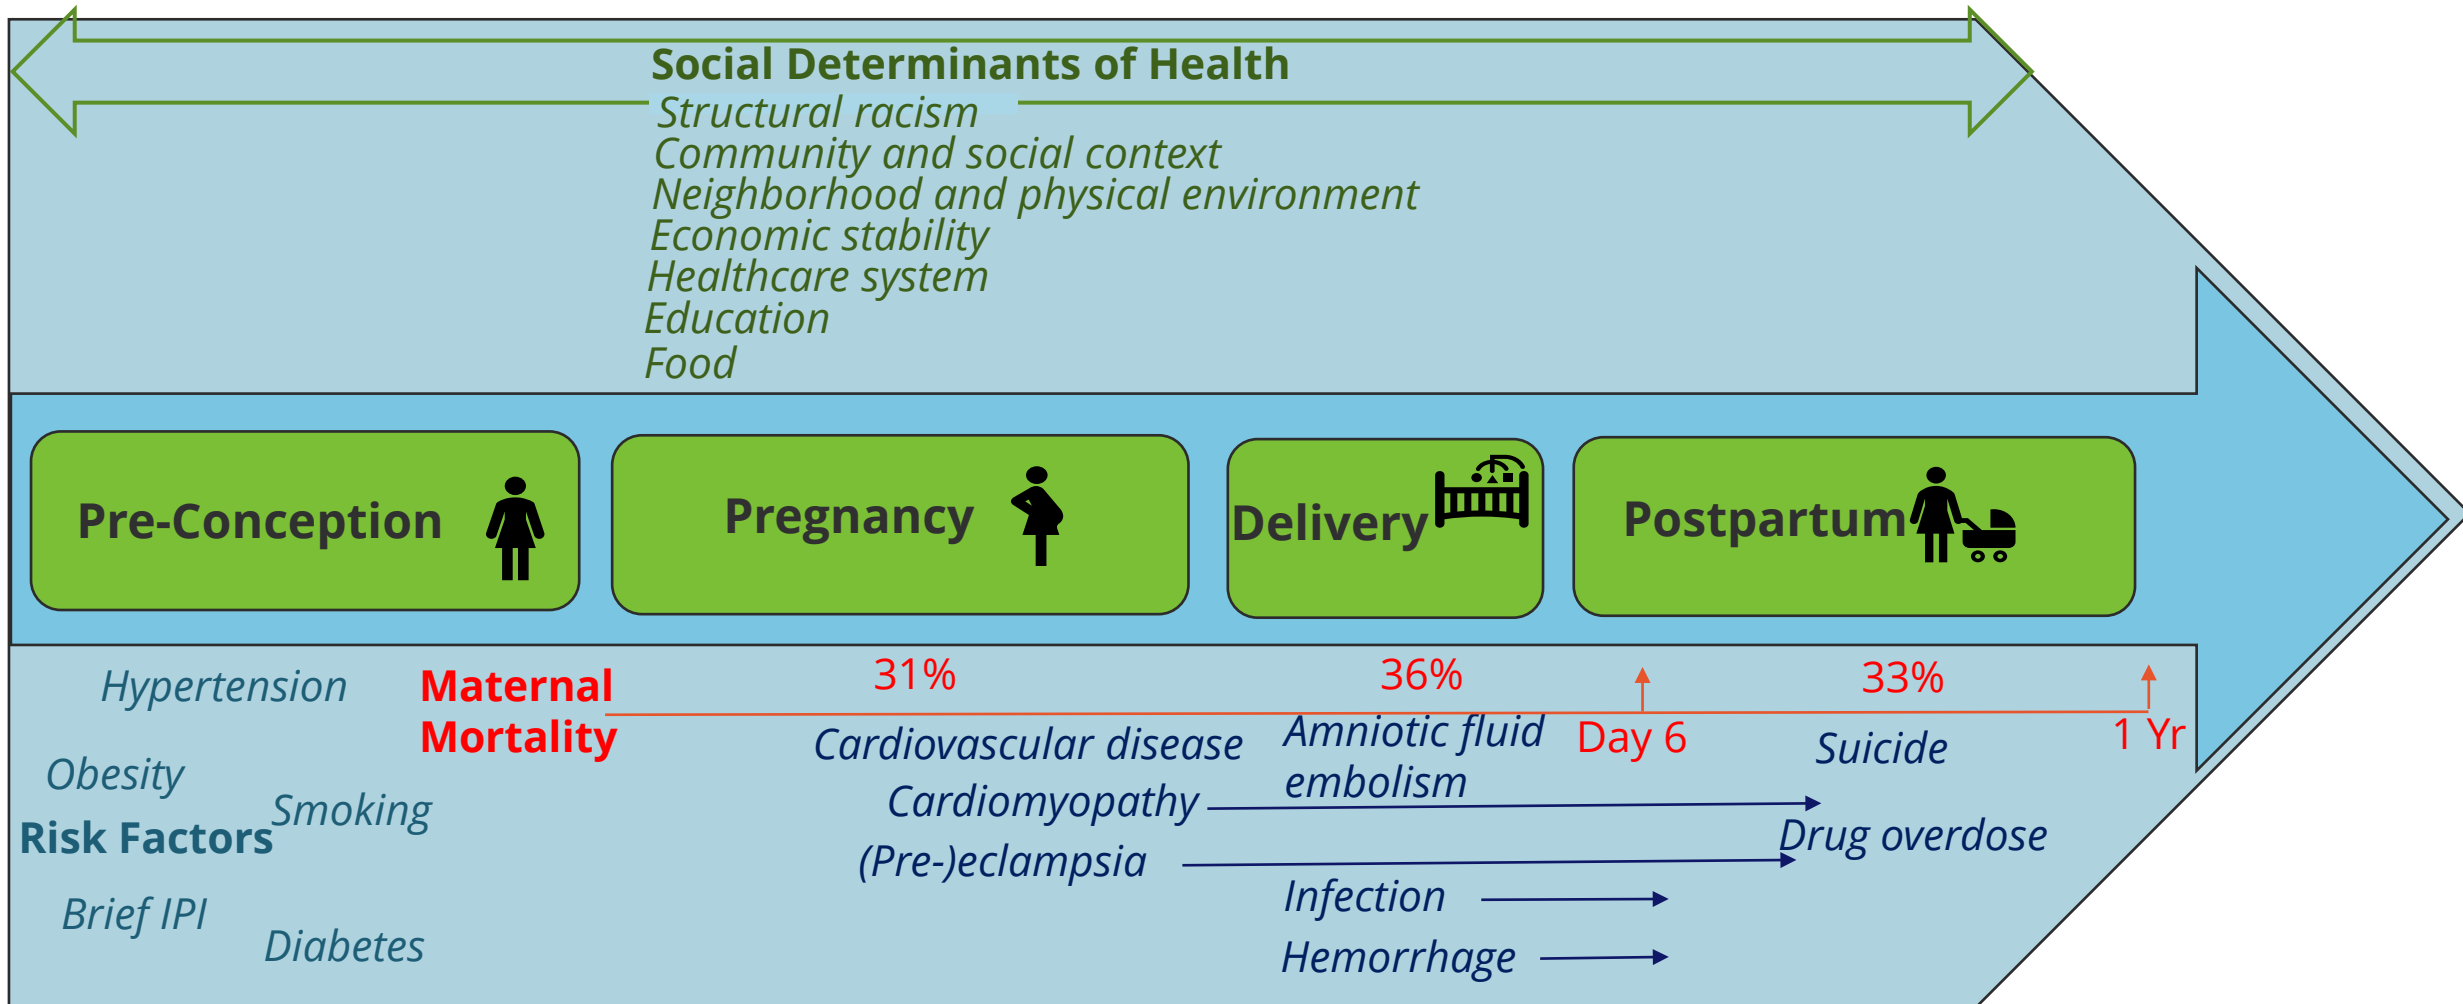 Social Determinants of Health
Structural racism
Community and social context
Neighborhood and physical environment
Economic stability
Healthcare system
Education
Food
Pre-Conception
Pregnancy
Delivery
Postpartum
Hypertension
Obesity
Smoking
Risk Factors
Brief IPI
Diabetes
Maternal
Mortality
31%
36%
33%
Day 6
1 Yr
Cardiovascular disease
Cardiomyopathy
(Pre-)eclampsia
Amniotic fluid
embolism
Infection
Hemorrhage
Suicide
Drug overdose